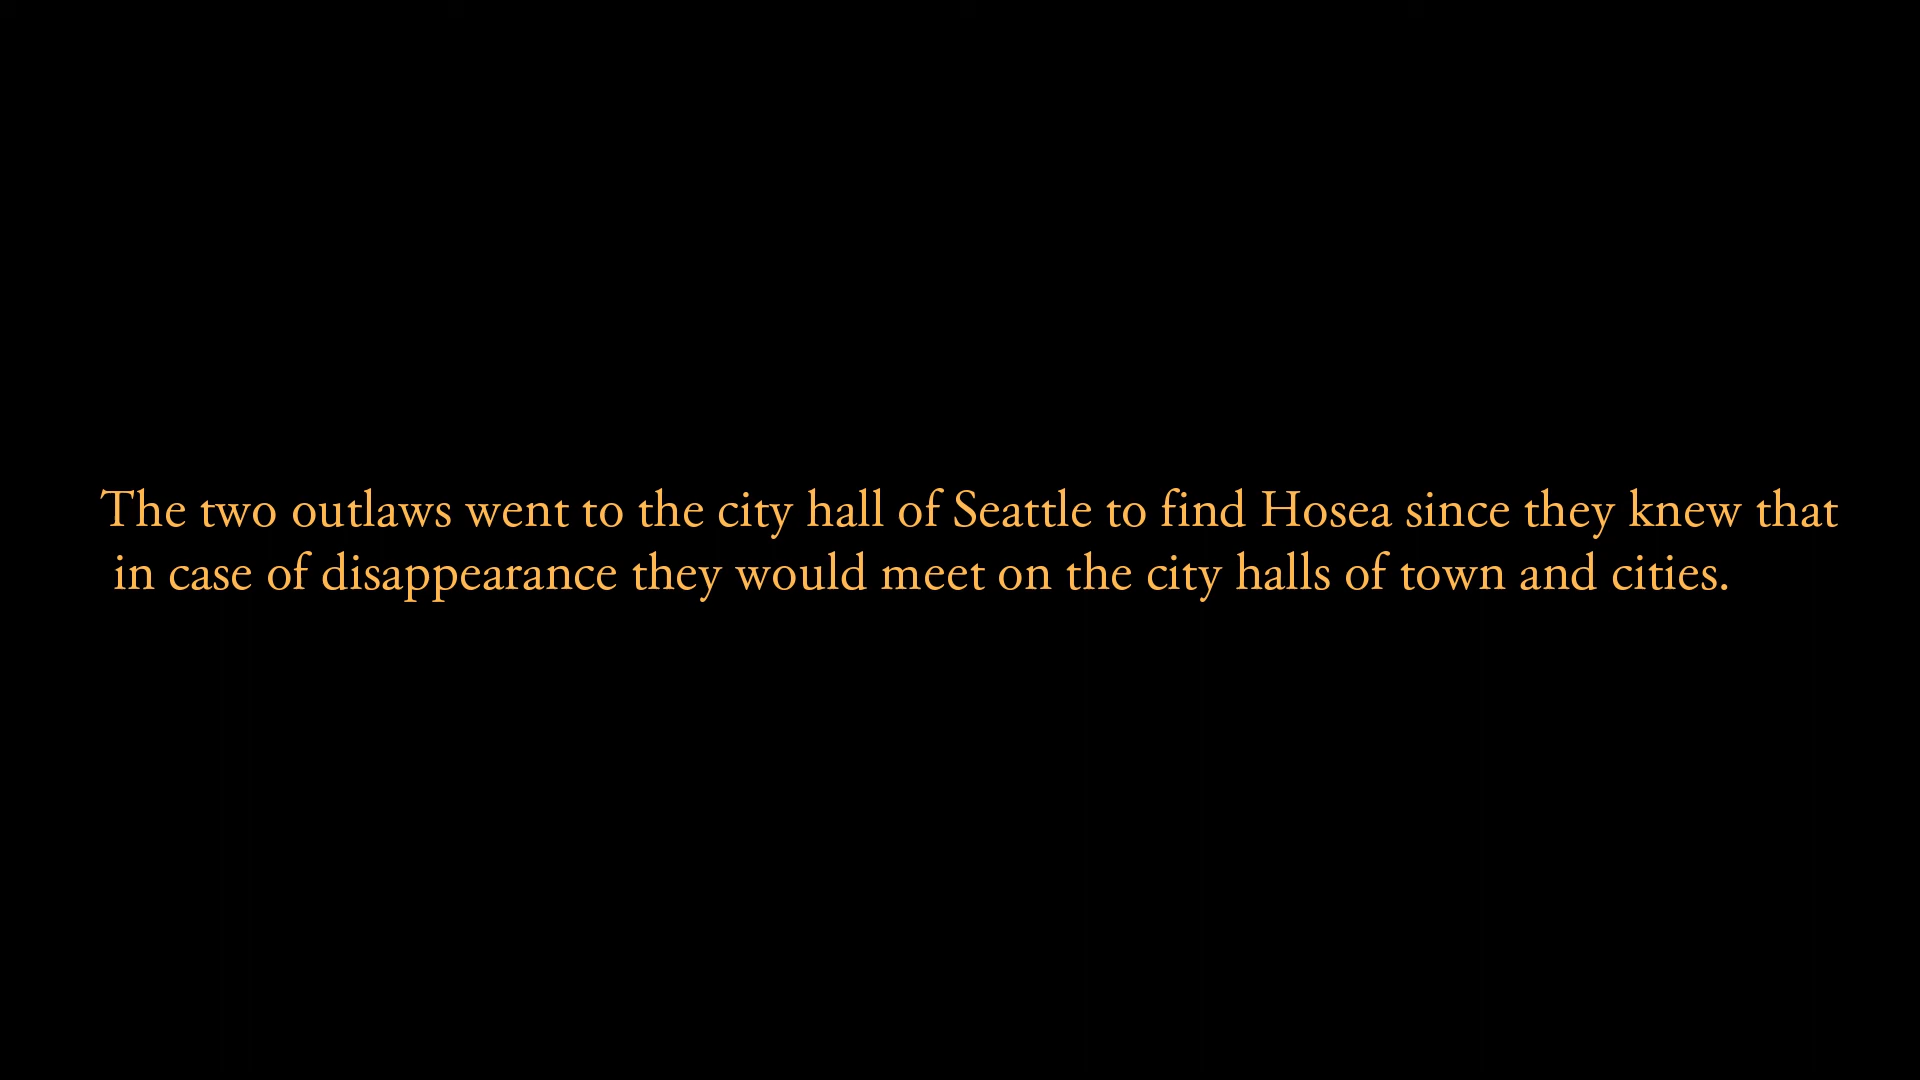 The two outlaws went to the city hall of Seattle to find Hosea since they knew that
in case of disappearance they would meet on the city halls of town and cities.